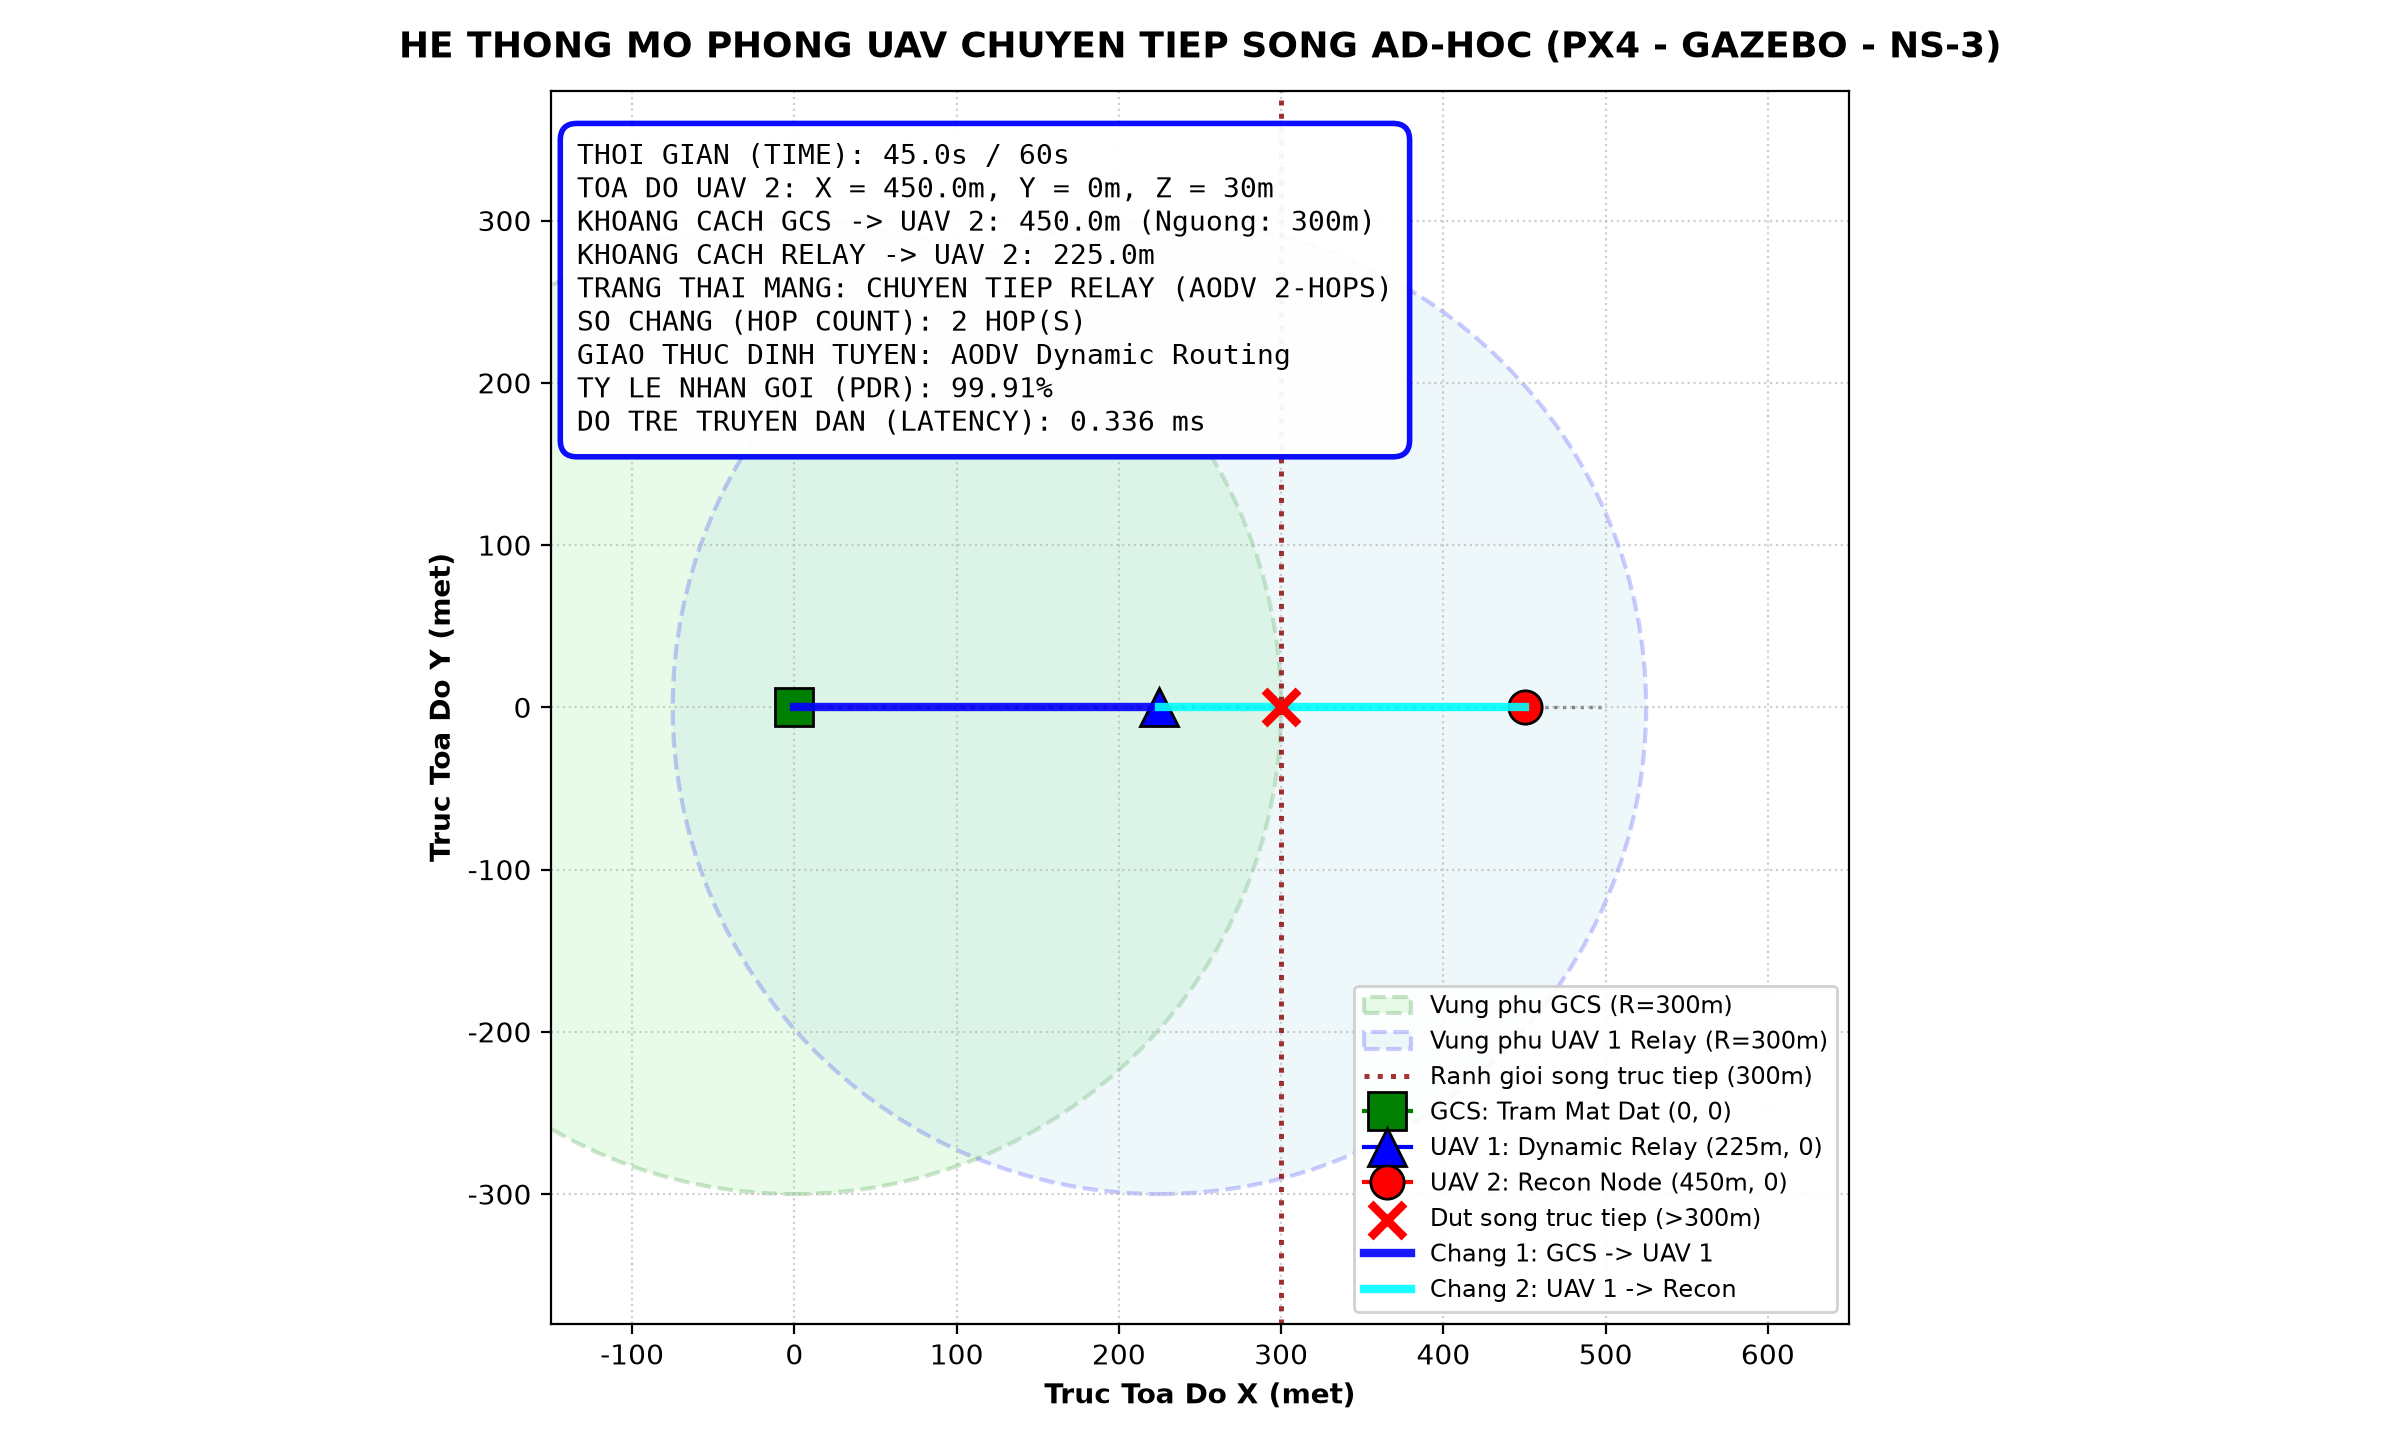 HE THONG MO PHONG UAV CHUYEN TIEP SONG AD-HOC (PX4 - GAZEBO - NS-3)
THOI GIAN (TIME): 45.0s / 60s
TOA DO UAV 2: X = 450.0m, Y = 0m, Z = 30m
KHOANG CACH GCS -> UAV 2: 450.0m (Nguong: 300m)
KHOANG CACH RELAY -> UAV 2: 225.0m
TRANG THAI MANG: CHUYEN TIEP RELAY (AODV 2-HOPS)
SO CHANG (HOP COUNT): 2 HOP(S)
GIAO THUC DINH TUYEN: AODV Dynamic Routing
TY LE NHAN GOI (PDR): 99.91%
DO TRE TRUYEN DAN (LATENCY): 0.336 ms
Truc Toa Do Y (met)
300
200
100
0
-100
-200
-300
Vung phu GCS (R=300m)
Vung phu UAV 1 Relay (R=300m)
Ranh gioi song truc tiep (300m)
GCS: Tram Mat Dat (0, 0)
UAV 1: Dynamic Relay (225m, 0)
UAV 2: Recon Node (450m, 0)
Dut song truc tiep (>300m)
Chang 1: GCS -> UAV 1
Chang 2: UAV 1 -> Recon
-100 0 100 200 300 400 500 600
Truc Toa Do X (met)